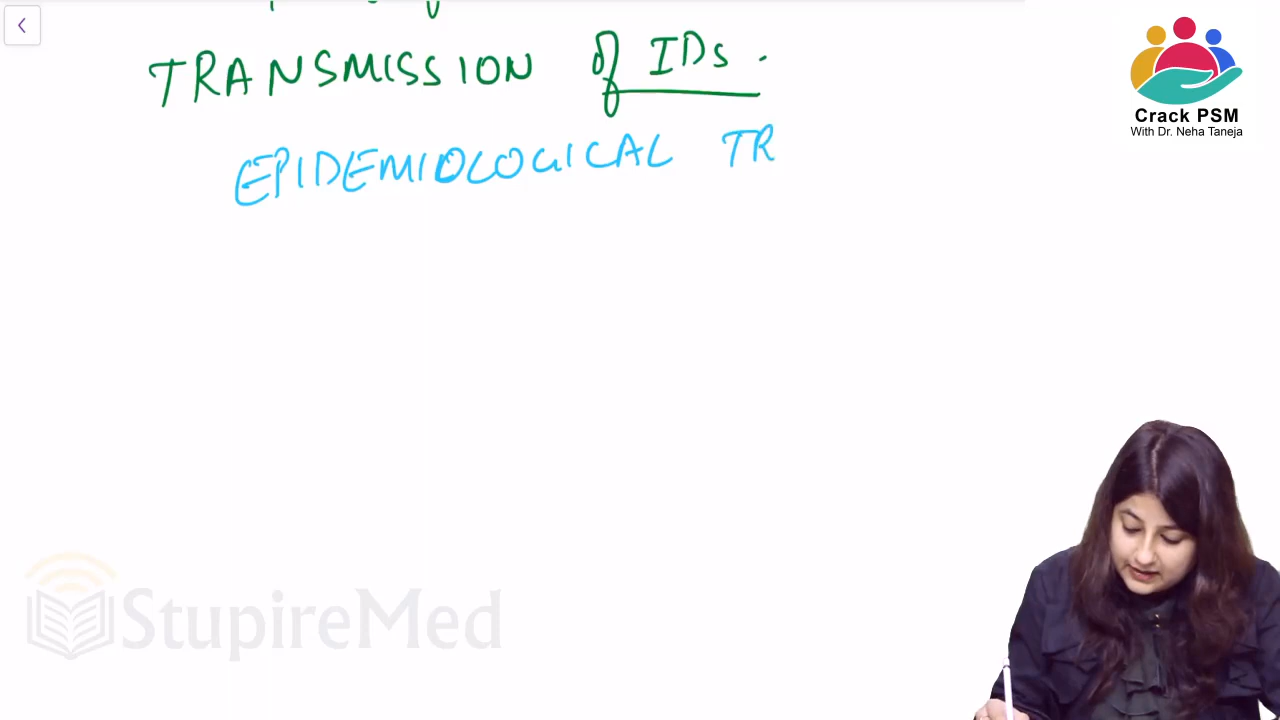 TRANSMISSION of IDs.
EPIDEMIOLOGICAL TR
Crack PSM
With Dr. Neha Taneja
StupireMed